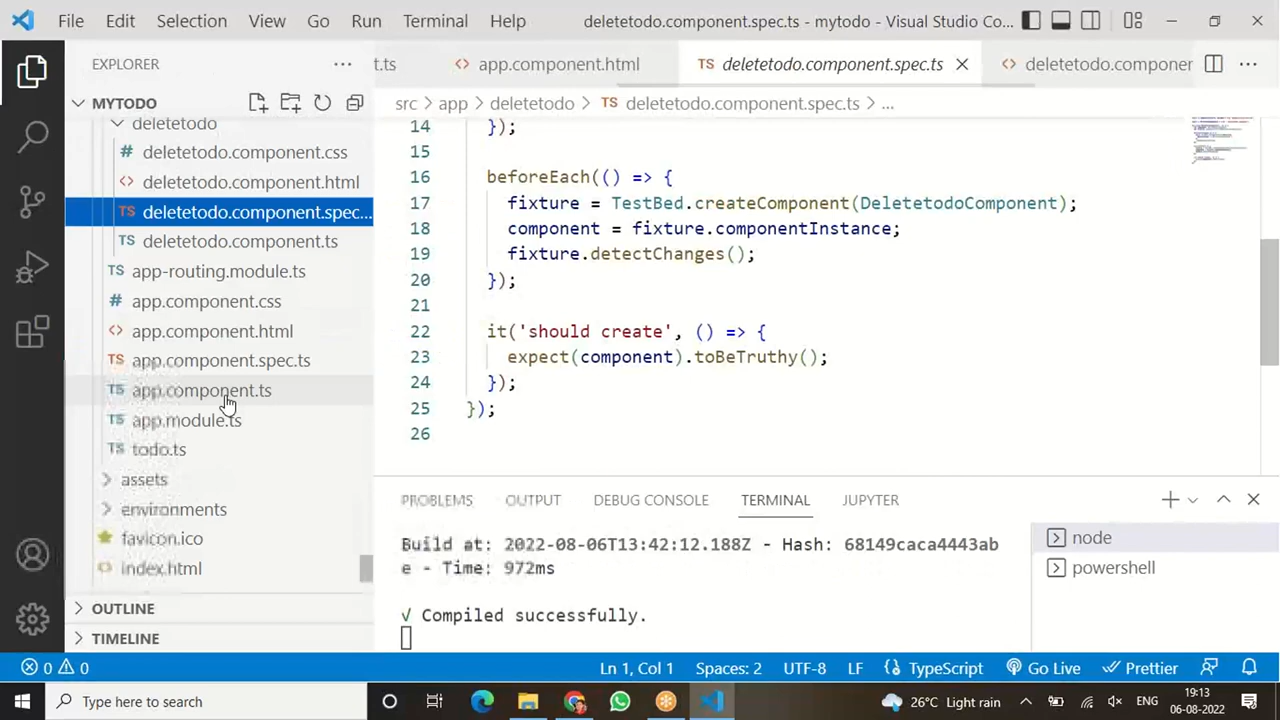 File Edit Selection View Go Run Terminal Help deletetodo.component.spec.ts - mytodo - Visual Studio Co...
EXPLORER ...
t.ts <> app.component.html TS deletetodo.component.spec.ts <> deletetodo.componer
MYTODO
src > app > deletetodo > TS deletetodo.component.spec.ts > ...
deletetodo
# deletetodo.component.css
<> deletetodo.component.html
TS deletetodo.component.spec...
TS deletetodo.component.ts
TS app-routing.module.ts
# app.component.css
<> app.component.html
TS app.component.spec.ts
TS app.component.ts
TS app.module.ts
TS todo.ts
assets
environments
favicon.ico
<> index.html
OUTLINE
TIMELINE
14 });
15
16 beforeEach(() => {
17 fixture = TestBed.createComponent(DeletetodoComponent);
18 component = fixture.componentInstance;
19 fixture.detectChanges();
20 });
21
22 it('should create', () => {
23 expect(component).toBeTruthy();
24 });
25 });
26
PROBLEMS OUTPUT DEBUG CONSOLE TERMINAL JUPYTER
Build at: 2022-08-06T13:42:12.188Z - Hash: 68149caca4443ab
e - Time: 972ms
√ Compiled successfully.
node
powershell
0 0 Ln 1, Col 1 Spaces: 2 UTF-8 LF TypeScript Go Live Prettier
Type here to search 26°C Light rain ENG 19:13
06-08-2022